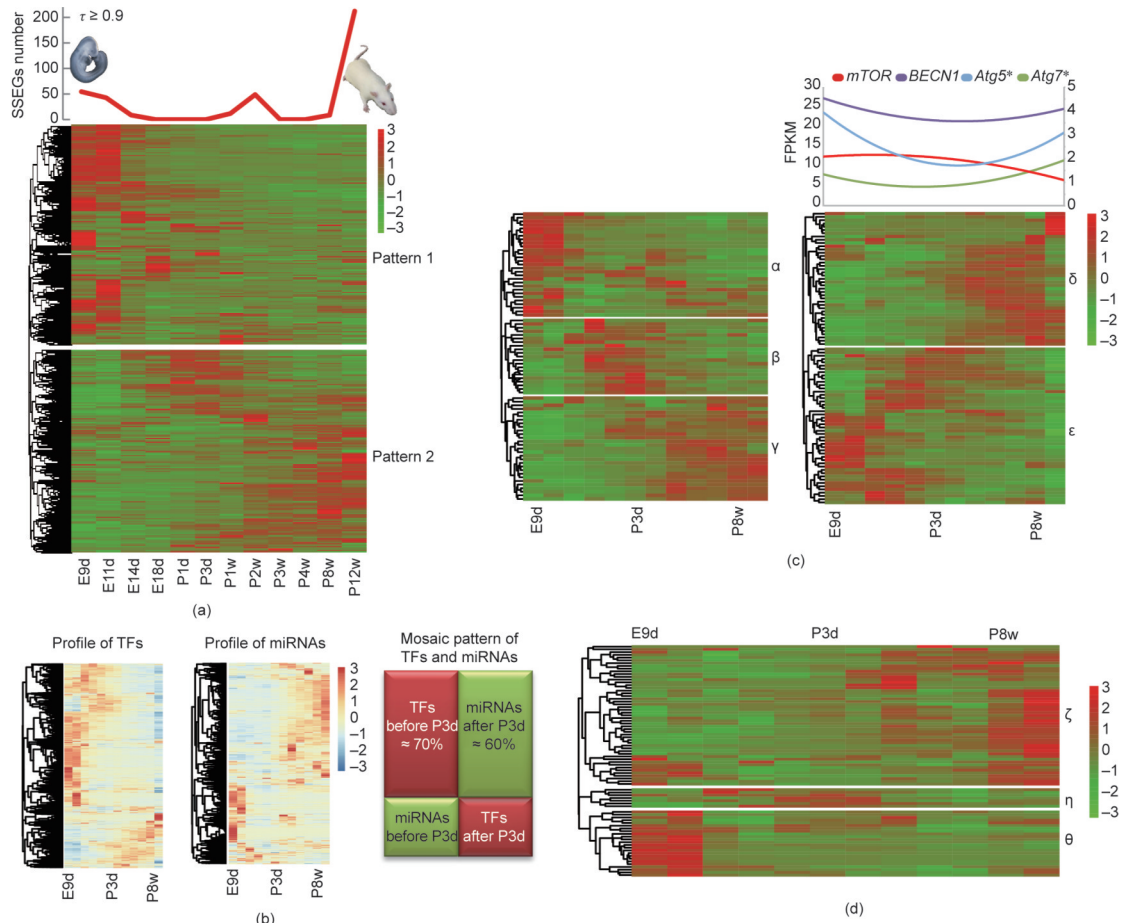 τ ≥ 0.9
SSEGs number
200
150
100
50
0
3
2
1
0
−1
−2
−3
Pattern 1
Pattern 2
E9d E11d E14d E18d P1d P3d P1w P2w P3w P4w P8w P12w
(a)
mTOR BECN1 Atg5* Atg7*
FPKM
30
25
20
15
10
5
0
5
4
3
2
1
0
α
β
γ
E9d P3d P8w
3
2
1
0
−1
−2
−3
δ
ε
E9d P3d P8w
(c)
Profile of TFs
E9d P3d P8w
Profile of miRNAs
E9d P3d P8w
3
2
1
0
−1
−2
−3
Mosaic pattern of
TFs and miRNAs
TFs
before P3d
≈ 70%
miRNAs
after P3d
≈ 60%
miRNAs
before P3d
TFs
after P3d
(b)
E9d P3d P8w
ζ
η
θ
3
2
1
0
−1
−2
−3
(d)